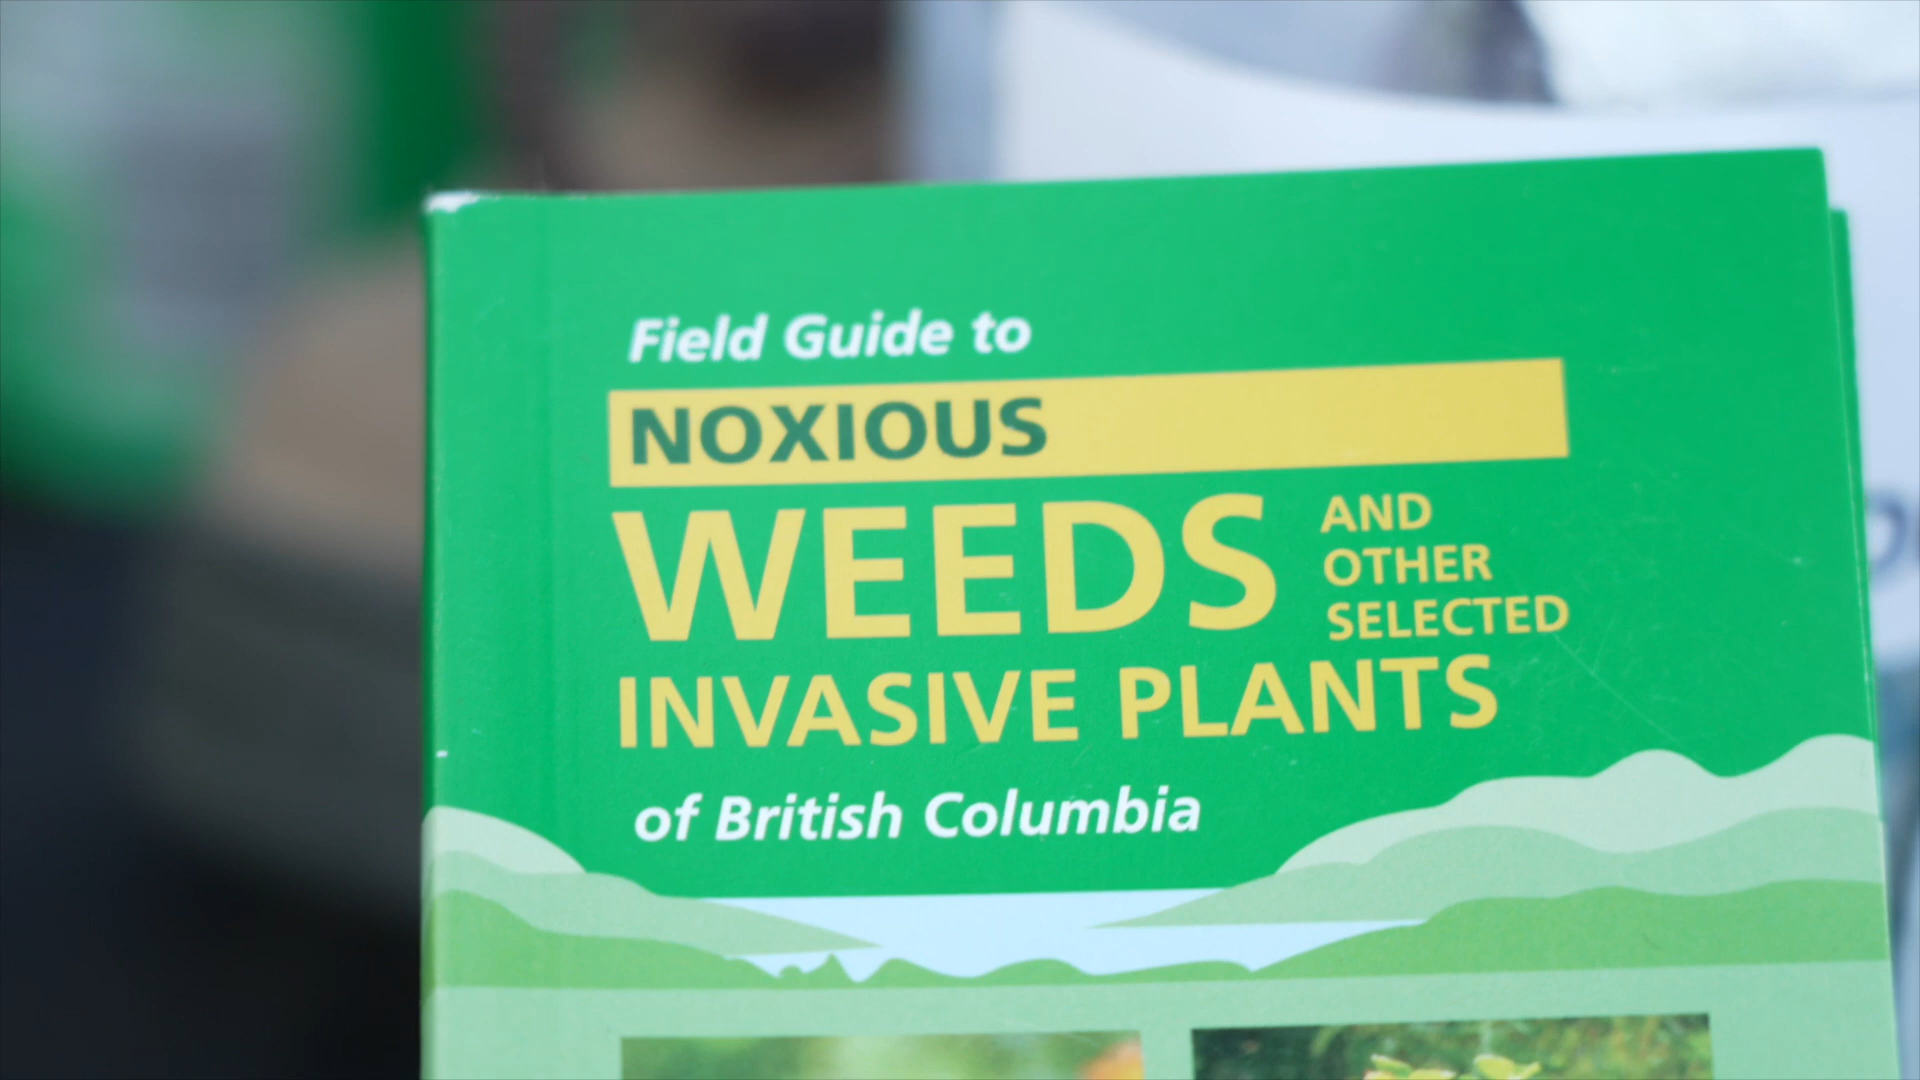 Field Guide to
NOXIOUS
WEEDS
AND
OTHER
SELECTED
INVASIVE PLANTS
of British Columbia